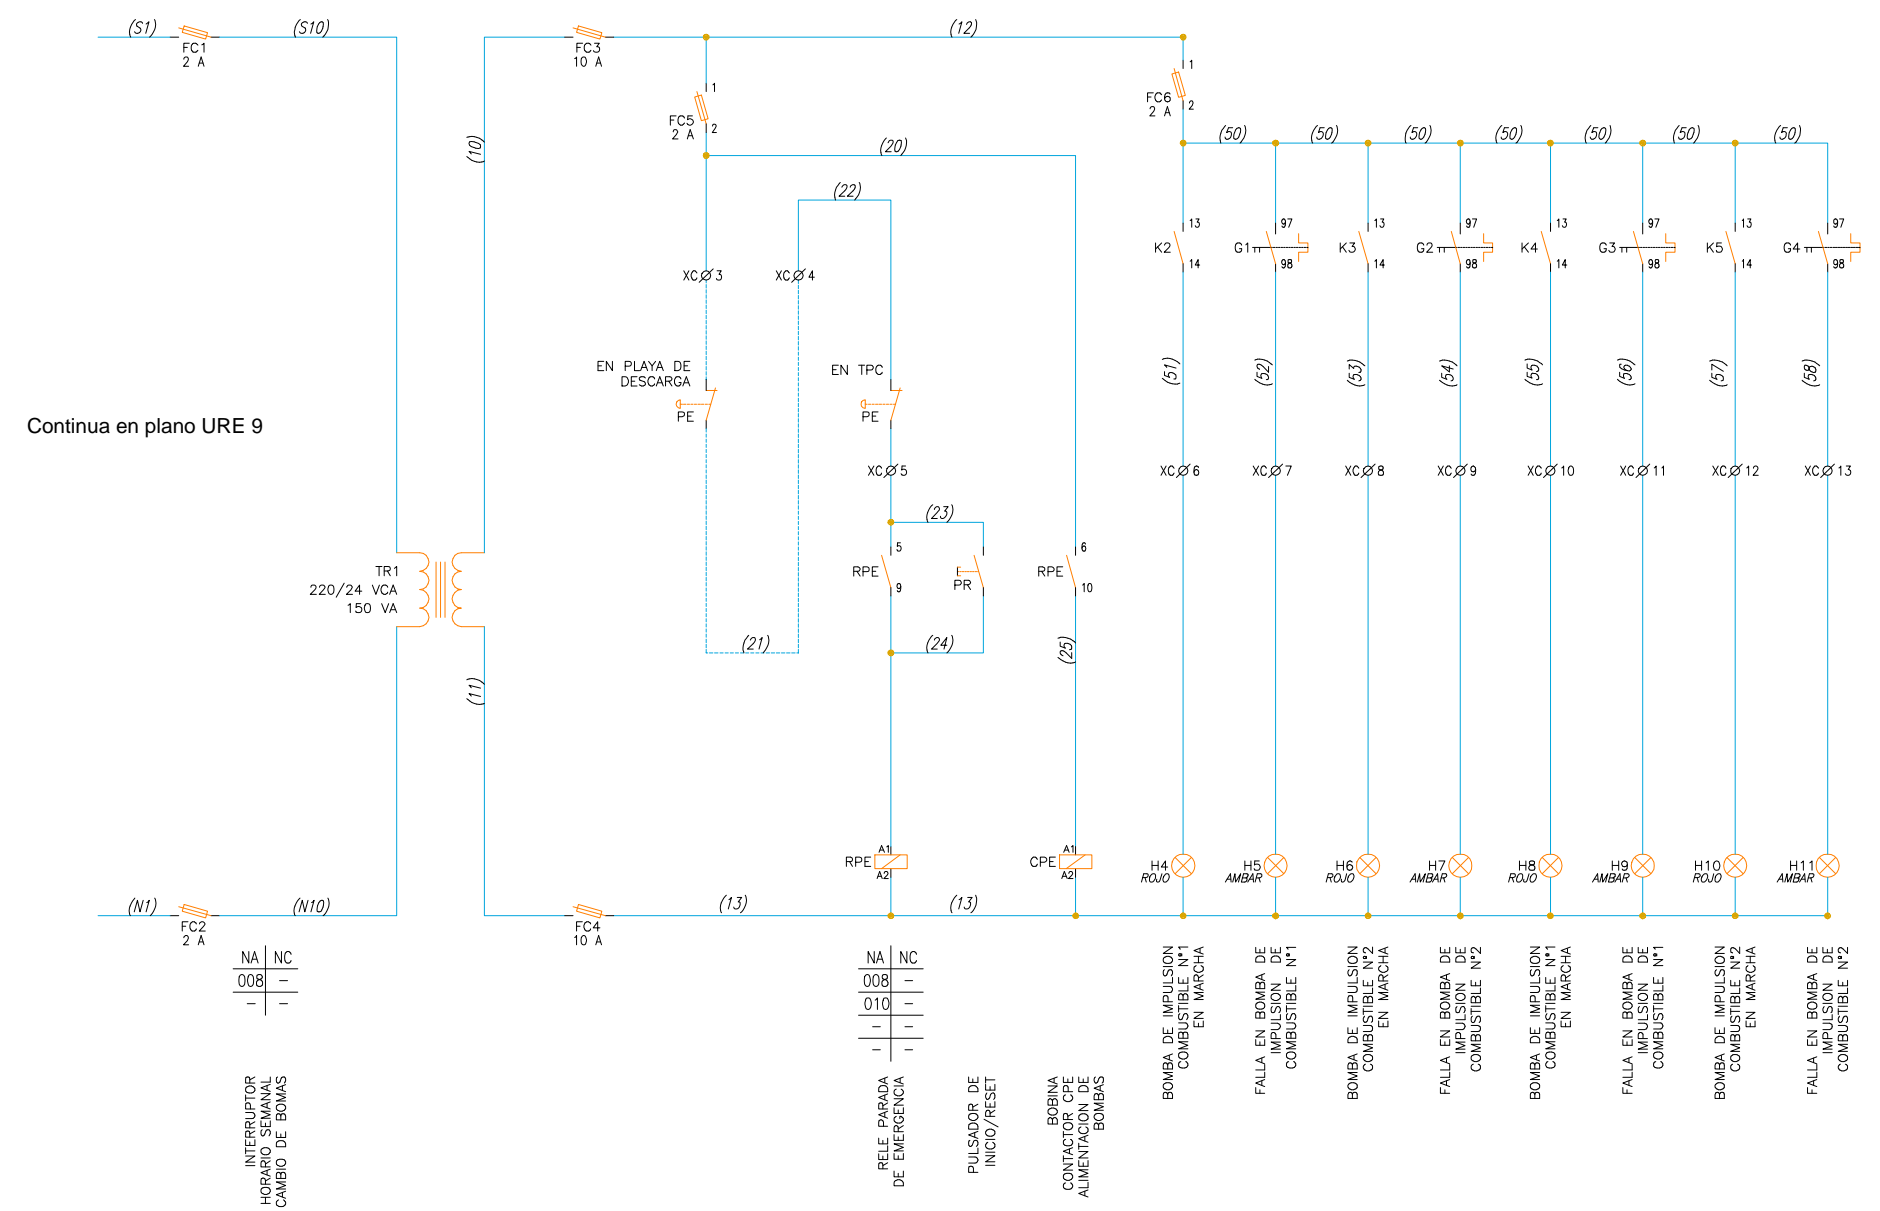 (S1)
(S10)
FC1
2 A
FC3
10 A
(12)
1
FC5
2 A
2
1
FC6
2 A
2
(10)
(20)
(50)
(50)
(50)
(50)
(50)
(50)
(50)
(22)
13
K2
14
97
G1
98
13
K3
14
97
G2
98
13
K4
14
97
G3
98
13
K5
14
97
G4
98
XC 3
XC 4
EN PLAYA DE
DESCARGA
PE
EN TPC
PE
(51)
(52)
(53)
(54)
(55)
(56)
(57)
(58)
Continua en plano URE 9
XC 5
XC 6
XC 7
XC 8
XC 9
XC 10
XC 11
XC 12
XC 13
(23)
5
RPE
9
PR
6
RPE
10
TR1
220/24 VCA
150 VA
(21)
(24)
(25)
(11)
A1
RPE
A2
A1
CPE
A2
H4
ROJO
H5
AMBAR
H6
ROJO
H7
AMBAR
H8
ROJO
H9
AMBAR
H10
ROJO
H11
AMBAR
(N1)
(N10)
FC2
2 A
FC4
10 A
(13)
(13)
NA NC
008 –
– –
NA NC
008 –
010 –
– –
– –
INTERRUPTOR
HORARIO SEMANAL
CAMBIO DE BOMAS
RELE PARADA
DE EMERGENCIA
PULSADOR DE
INICIO/RESET
BOBINA
CONTACTOR CPE
ALIMENTACION DE
BOMBAS
BOMBA DE IMPULSION
COMBUSTIBLE N°1
EN MARCHA
FALLA EN BOMBA DE
IMPULSION DE
COMBUSTIBLE N°1
BOMBA DE IMPULSION
COMBUSTIBLE N°2
EN MARCHA
FALLA EN BOMBA DE
IMPULSION DE
COMBUSTIBLE N°2
BOMBA DE IMPULSION
COMBUSTIBLE N°1
EN MARCHA
FALLA EN BOMBA DE
IMPULSION DE
COMBUSTIBLE N°1
BOMBA DE IMPULSION
COMBUSTIBLE N°2
EN MARCHA
FALLA EN BOMBA DE
IMPULSION DE
COMBUSTIBLE N°2